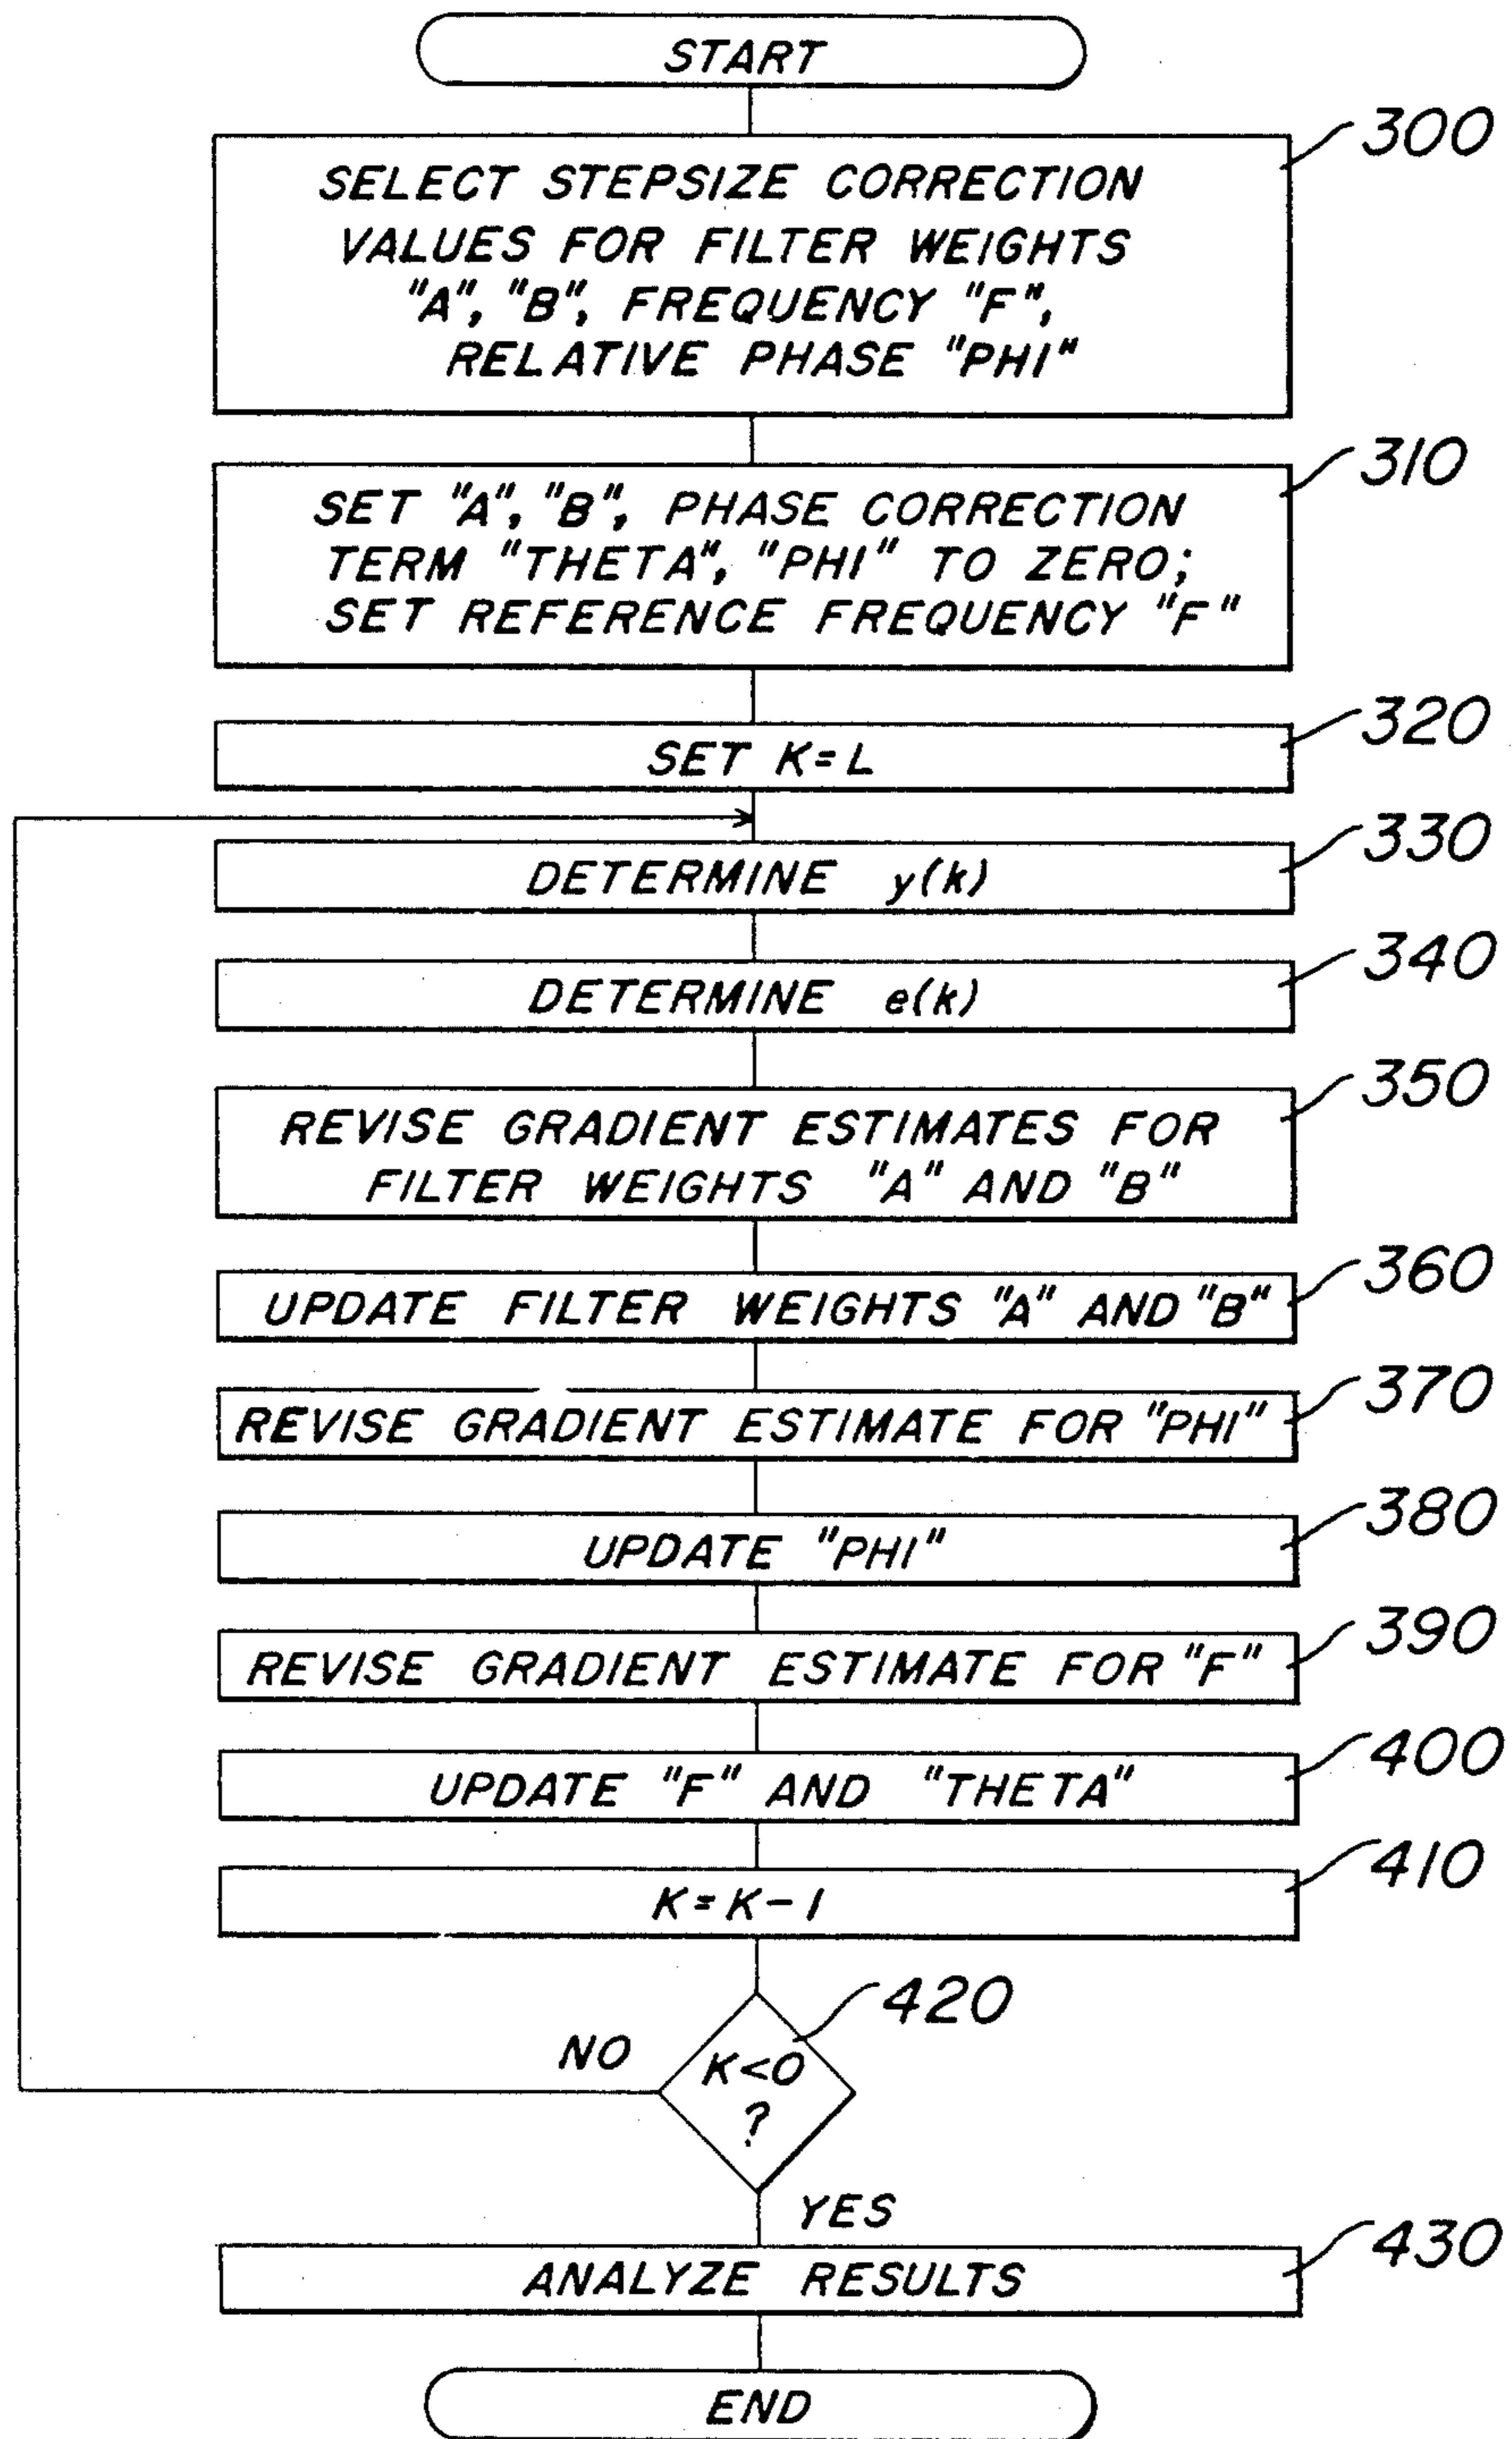 START
300
SELECT STEPSIZE CORRECTION
VALUES FOR FILTER WEIGHTS
"A", "B", FREQUENCY "F",
RELATIVE PHASE "PHI"
310
SET "A", "B", PHASE CORRECTION
TERM "THETA", "PHI" TO ZERO;
SET REFERENCE FREQUENCY "F"
320
SET K=L
330
DETERMINE y(k)
340
DETERMINE e(k)
350
REVISE GRADIENT ESTIMATES FOR
FILTER WEIGHTS "A" AND "B"
360
UPDATE FILTER WEIGHTS "A" AND "B"
370
REVISE GRADIENT ESTIMATE FOR "PHI"
380
UPDATE "PHI"
390
REVISE GRADIENT ESTIMATE FOR "F"
400
UPDATE "F" AND "THETA"
410
K=K-1
420
NO
K<0
?
YES
430
ANALYZE RESULTS
END